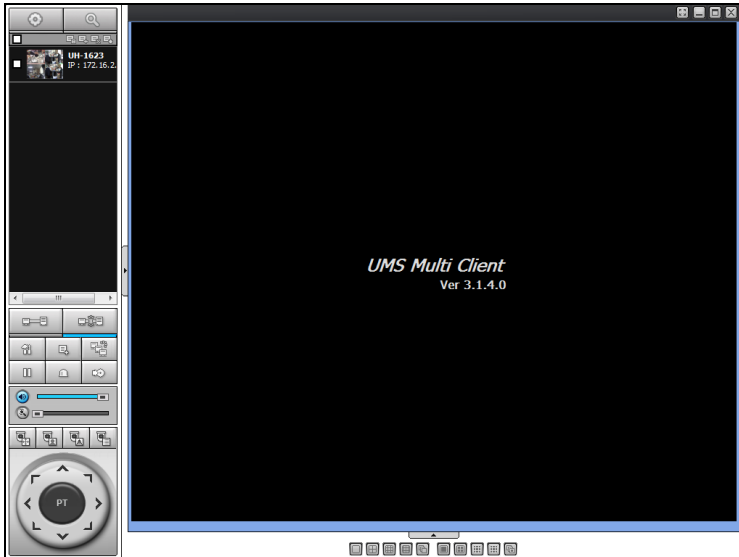 UH-1623
IP : 172.16.2.
UMS Multi Client
Ver 3.1.4.0
PT